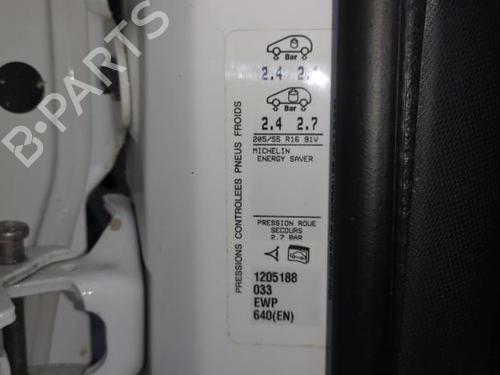 B-PARTS
PRESSIONS CONTROLEES PNEUS FROIDS
Bar
2.4
Bar
2.4 2.7
205/55 R16 91V
MICHELIN
ENERGY SAVER
PRESSION ROUE
SECOURS
2.7 BAR
1205188
033
EWP
640(EN)